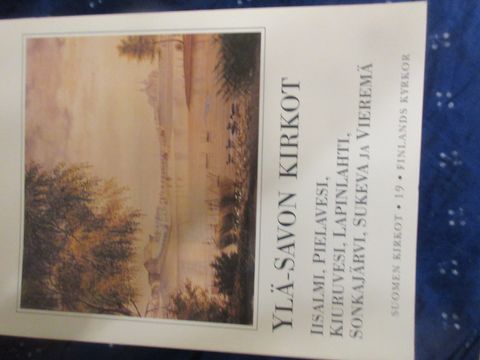 YLÄ-SAVON KIRKOT
IISALMI, PIELAVESI,
KIURUVESI, LAPINLAHTI,
SONKAJÄRVI, SUKEVA JA VIEREMÄ
SUOMEN KIRKOT • 19 • FINLANDS KYRKOR